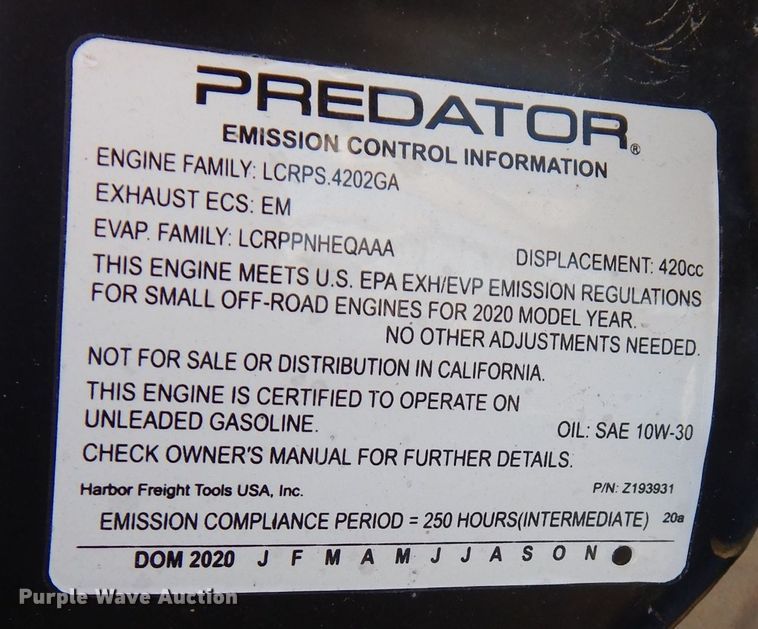 PREDATOR®
EMISSION CONTROL INFORMATION
ENGINE FAMILY: LCRPS.4202GA
EXHAUST ECS: EM
EVAP. FAMILY: LCRPPNHEQAAA
DISPLACEMENT: 420cc
THIS ENGINE MEETS U.S. EPA EXH/EVP EMISSION REGULATIONS
FOR SMALL OFF-ROAD ENGINES FOR 2020 MODEL YEAR.
NO OTHER ADJUSTMENTS NEEDED.
NOT FOR SALE OR DISTRIBUTION IN CALIFORNIA.
THIS ENGINE IS CERTIFIED TO OPERATE ON
UNLEADED GASOLINE.
OIL: SAE 10W-30
CHECK OWNER'S MANUAL FOR FURTHER DETAILS.
Harbor Freight Tools USA, Inc.
P/N: Z193931
EMISSION COMPLIANCE PERIOD = 250 HOURS(INTERMEDIATE) 20a
DOM 2020 J F M A M J J A S O N
Purple Wave Auction